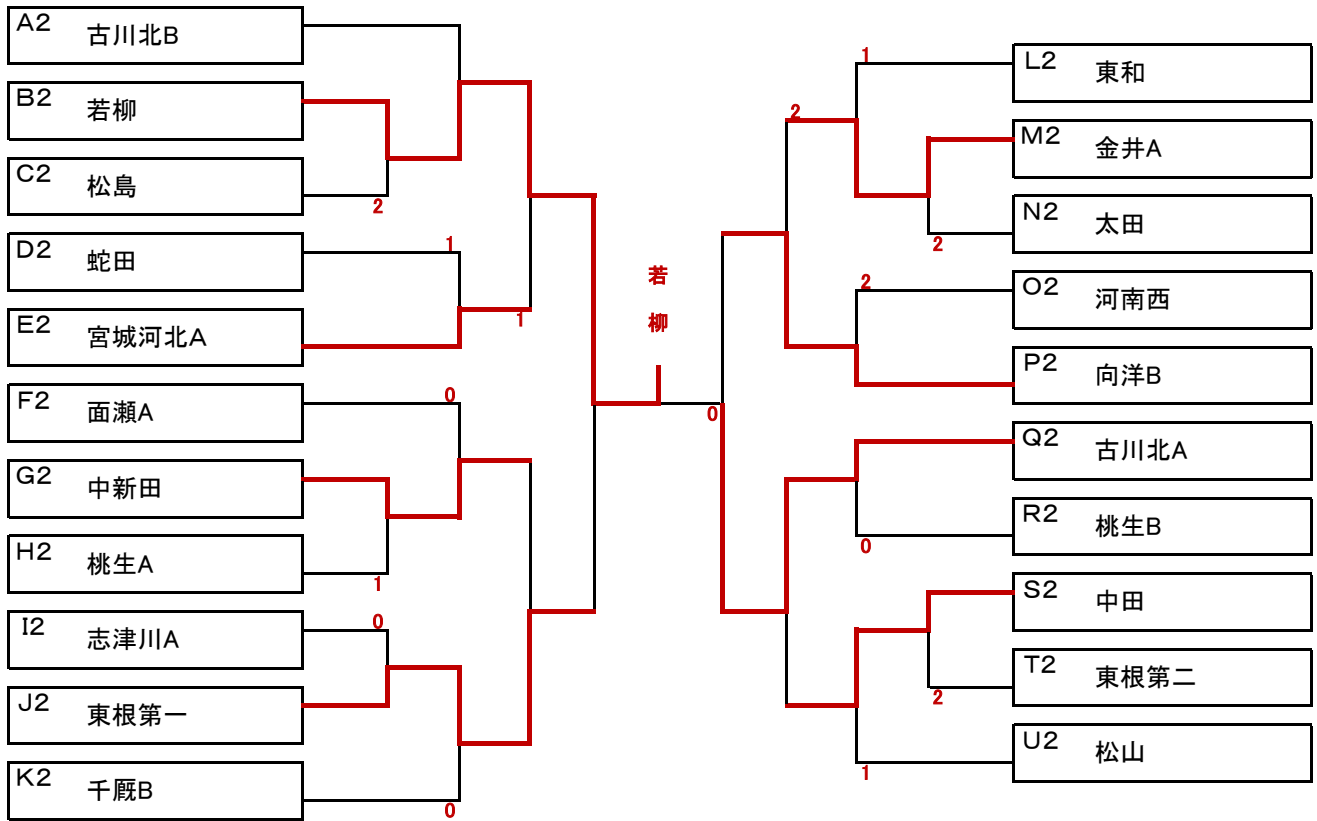 A2 古川北B
B2 若柳
C2 松島
2
D2 蛇田
1
E2 宮城河北A
1
F2 面瀬A
0
G2 中新田
H2 桃生A
1
I2 志津川A
0
J2 東根第一
K2 千厩B
0
若
柳
0
1
L2 東和
2
M2 金井A
N2 太田
2
O2 河南西
2
P2 向洋B
Q2 古川北A
R2 桃生B
0
S2 中田
T2 東根第二
2
U2 松山
1